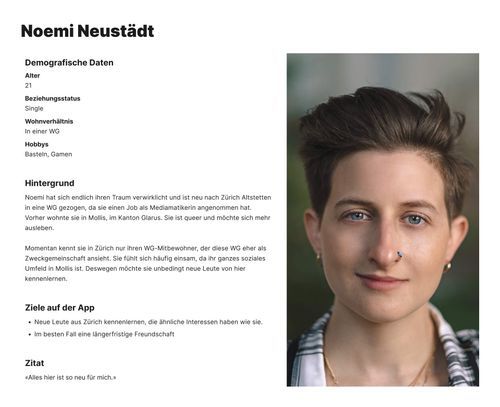 Noemi Neustädt
Demografische Daten
Alter
21
Beziehungsstatus
Single
Wohnverhältnis
In einer WG
Hobbys
Basteln, Gamen
Hintergrund
Noemi hat sich endlich ihren Traum verwirklicht und ist neu nach Zürich Altstetten
in eine WG gezogen, da sie einen Job als Mediamatikerin angenommen hat.
Vorher wohnte sie in Mollis, im Kanton Glarus. Sie ist queer und möchte sich mehr
ausleben.
Momentan kennt sie in Zürich nur ihren WG-Mitbewohner, der diese WG eher als
Zweckgemeinschaft ansieht. Sie fühlt sich häufig einsam, da ihr ganzes soziales
Umfeld in Mollis ist. Deswegen möchte sie unbedingt neue Leute von hier
kennenlernen.
Ziele auf der App
• Neue Leute aus Zürich kennenlernen, die ähnliche Interessen haben wie sie.
• Im besten Fall eine längerfristige Freundschaft
Zitat
«Alles hier ist so neu für mich.»